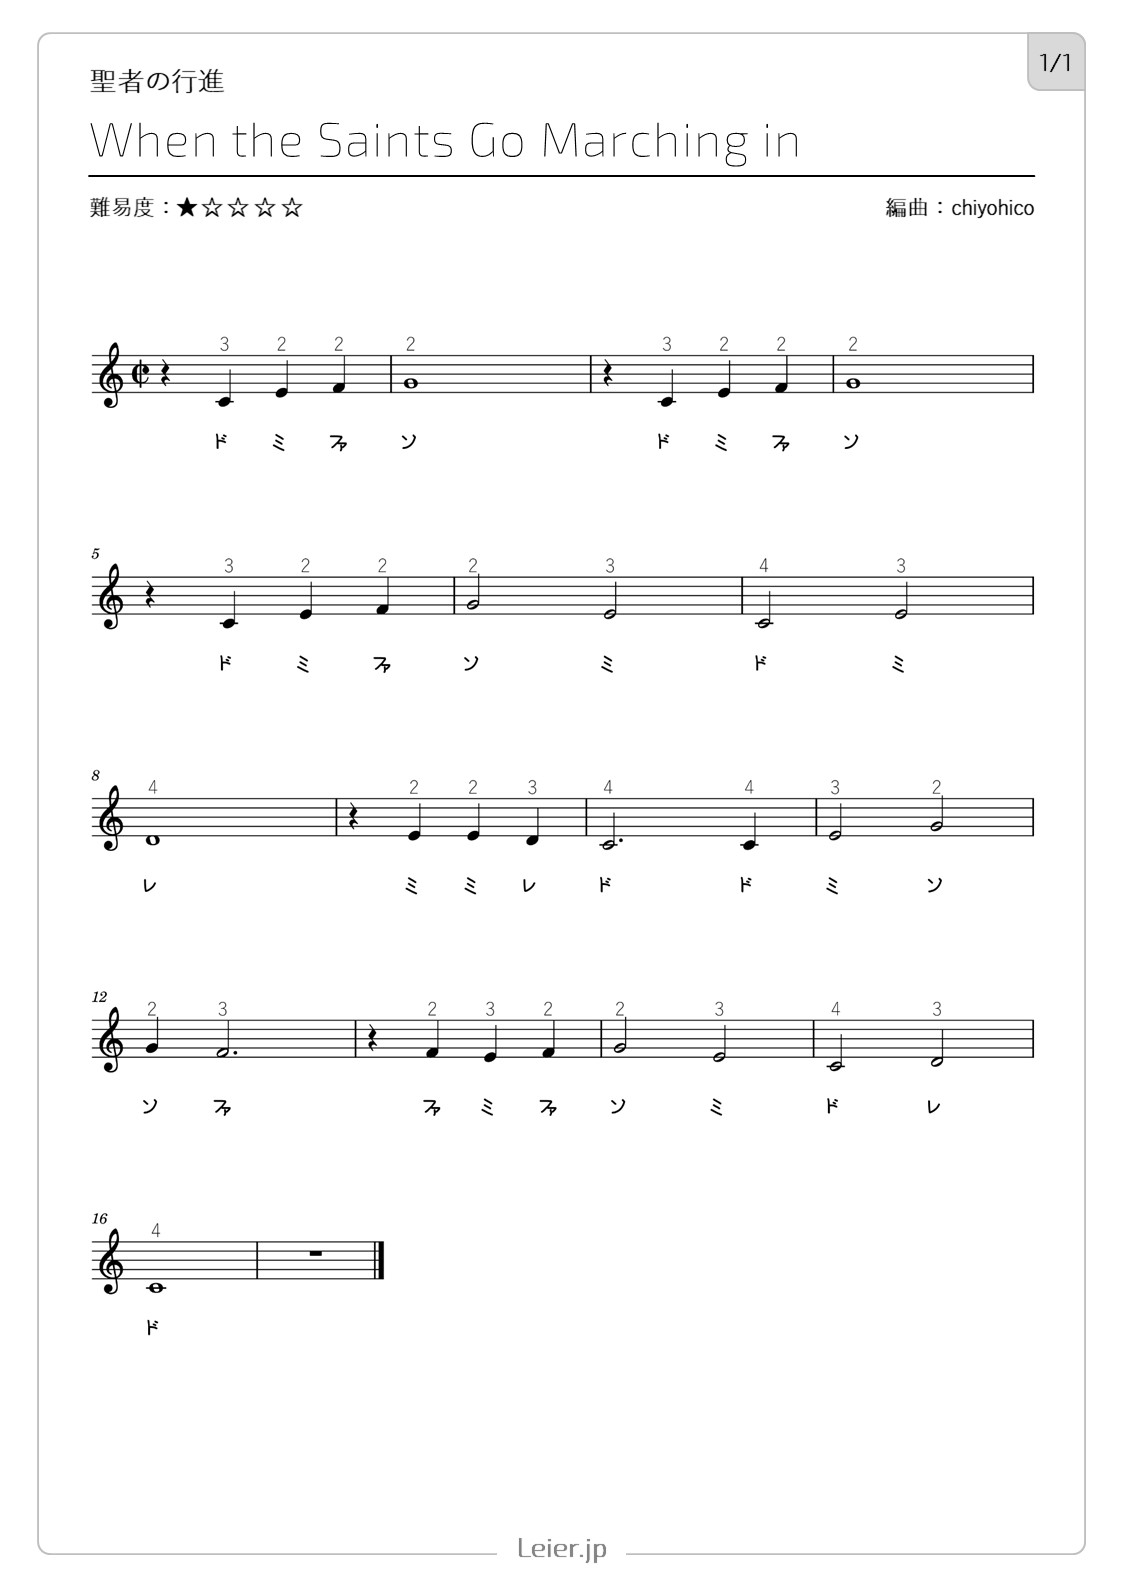 1/1
聖者の行進
When the Saints Go Marching in
難易度：★☆☆☆☆ 編曲：chiyohico
3 2 2 2 3 2 2 2
ド ミ ファ ソ ド ミ ファ ソ
5
3 2 2 2 3 4 3
ド ミ ファ ソ ミ ド ミ
8
4 2 2 3 4 4 3 2
レ ミ ミ レ ド ド ミ ソ
12
2 3 2 3 2 2 3 4 3
ソ ファ ファ ミ ファ ソ ミ ド レ
16
4
ド
Leier.jp